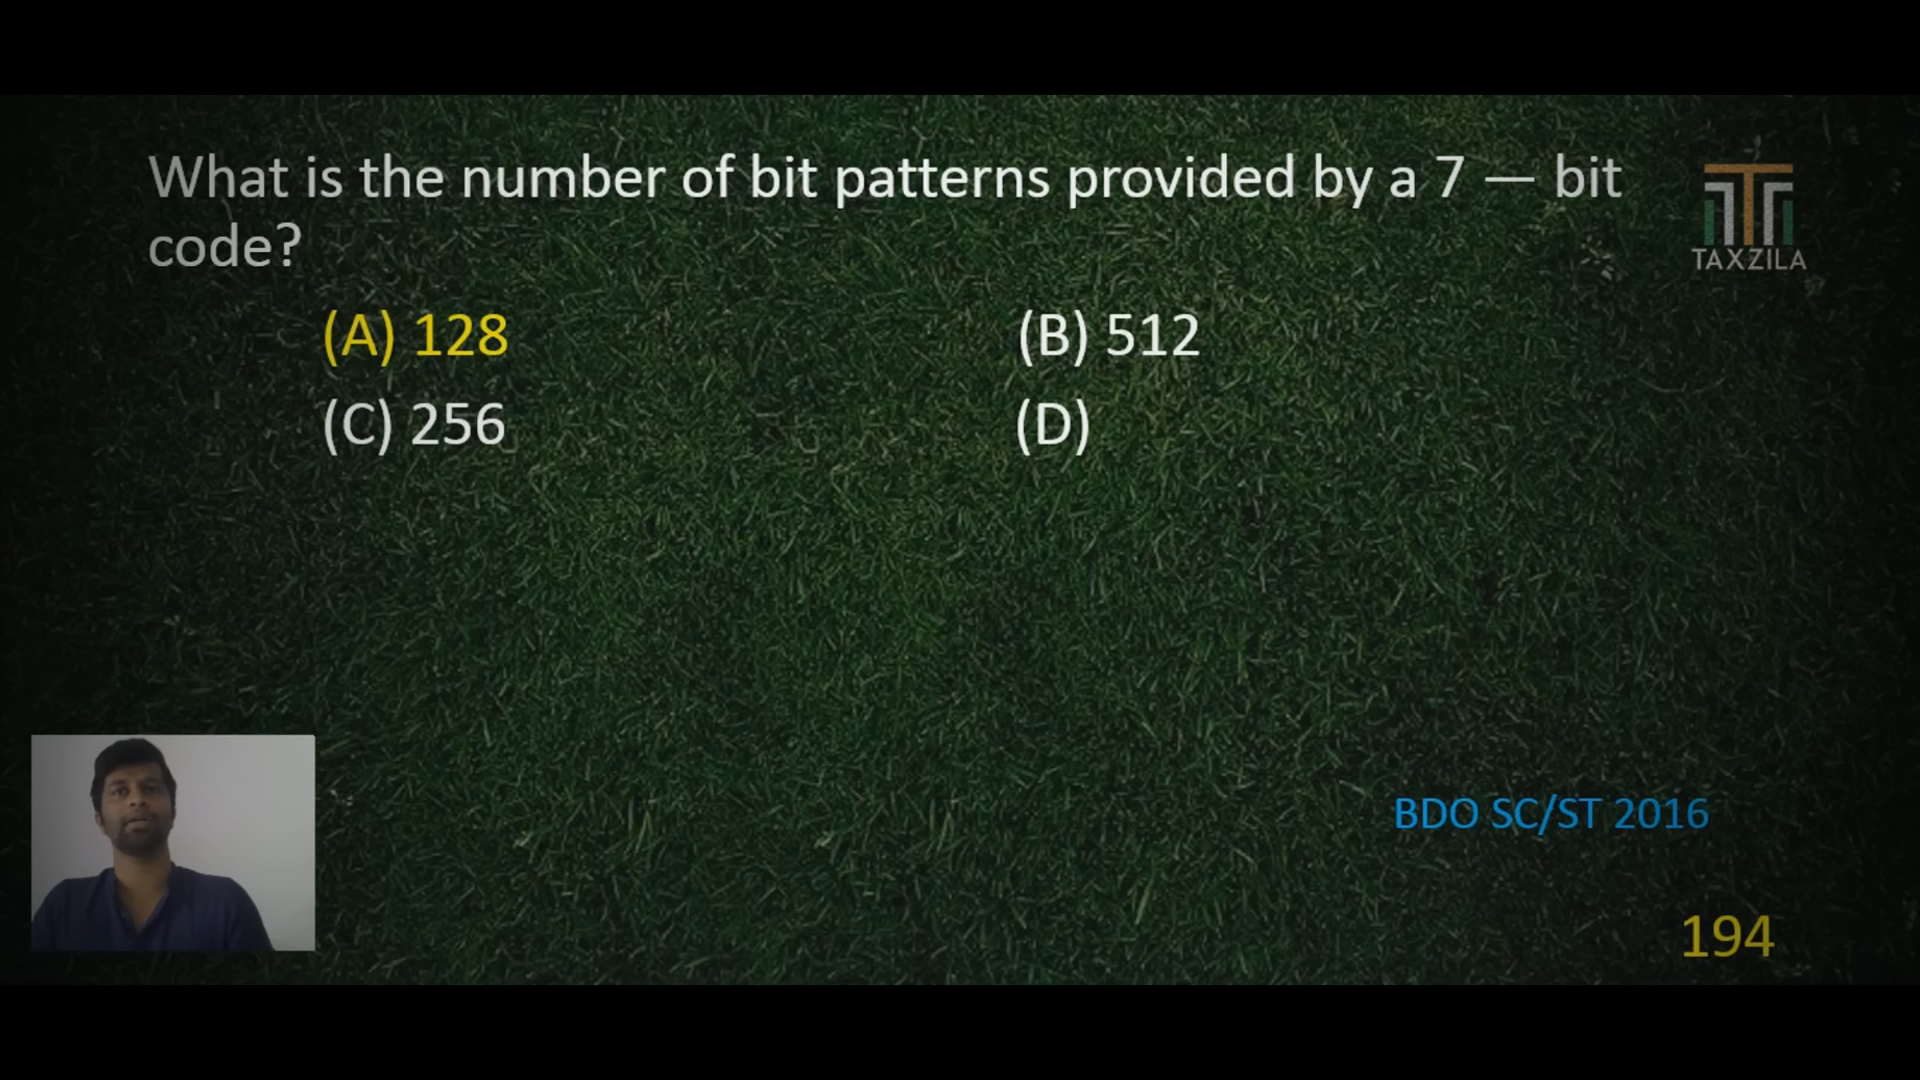 What is the number of bit patterns provided by a 7 — bit
code?
TAXZILA
(A) 128
(B) 512
(C) 256
(D)
BDO SC/ST 2016
194